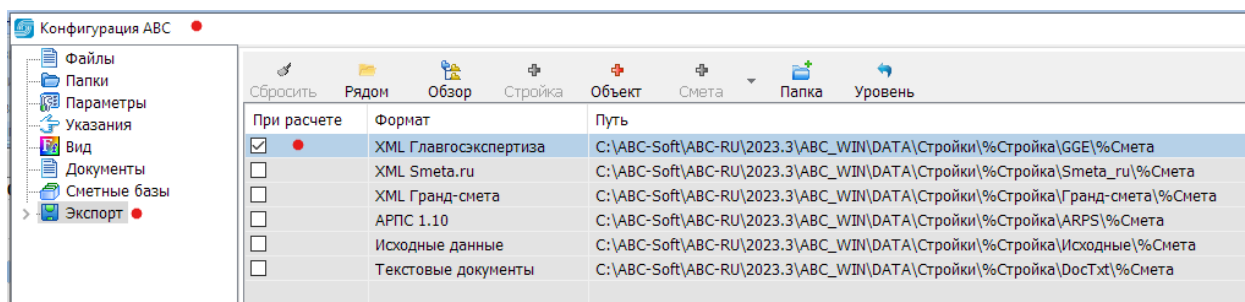 Конфигурация ABC
Файлы
Папки
Параметры
Указания
Вид
Документы
Сметные базы
Экспорт
Сбросить Рядом Обзор Стройка Объект Смета Папка Уровень
При расчете Формат Путь
XML Главгосэкспертиза C:\ABC-Soft\ABC-RU\2023.3\ABC_WIN\DATA\Стройки\%Стройка\GGE\%Смета
XML Smeta.ru C:\ABC-Soft\ABC-RU\2023.3\ABC_WIN\DATA\Стройки\%Стройка\Smeta_ru\%Смета
XML Гранд-смета C:\ABC-Soft\ABC-RU\2023.3\ABC_WIN\DATA\Стройки\%Стройка\Гранд-смета\%Смета
АРПС 1.10 C:\ABC-Soft\ABC-RU\2023.3\ABC_WIN\DATA\Стройки\%Стройка\ARPS\%Смета
Исходные данные C:\ABC-Soft\ABC-RU\2023.3\ABC_WIN\DATA\Стройки\%Стройка\Исходные\%Смета
Текстовые документы C:\ABC-Soft\ABC-RU\2023.3\ABC_WIN\DATA\Стройки\%Стройка\DocTxt\%Смета